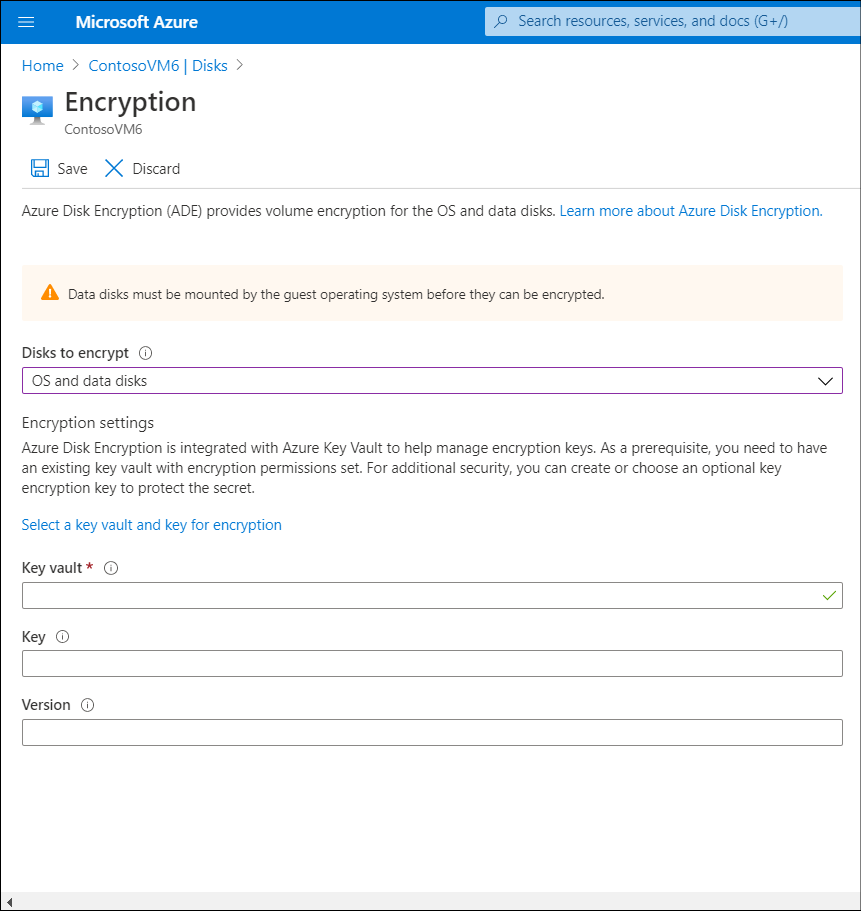 Microsoft Azure
Search resources, services, and docs (G+/)
Home > ContosoVM6 | Disks >
Encryption
ContosoVM6
Save
Discard
Azure Disk Encryption (ADE) provides volume encryption for the OS and data disks. Learn more about Azure Disk Encryption.
Data disks must be mounted by the guest operating system before they can be encrypted.
Disks to encrypt
OS and data disks
Encryption settings
Azure Disk Encryption is integrated with Azure Key Vault to help manage encryption keys. As a prerequisite, you need to have
an existing key vault with encryption permissions set. For additional security, you can create or choose an optional key
encryption key to protect the secret.
Select a key vault and key for encryption
Key vault *
Key
Version